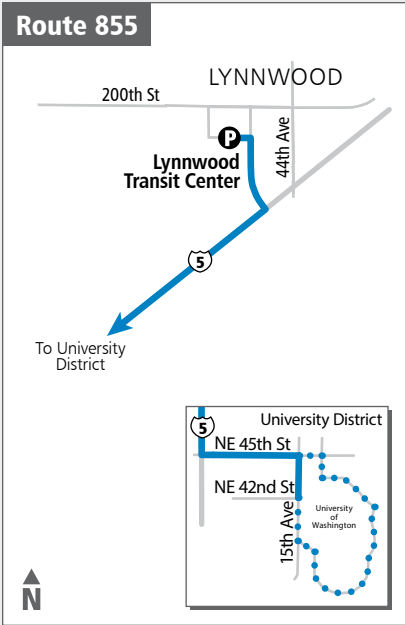 Route 855
LYNNWOOD
200th St
44th Ave
P
Lynnwood
Transit Center
5
To University
District
University District
5
NE 45th St
NE 42nd St
15th Ave
University
of
Washington
N